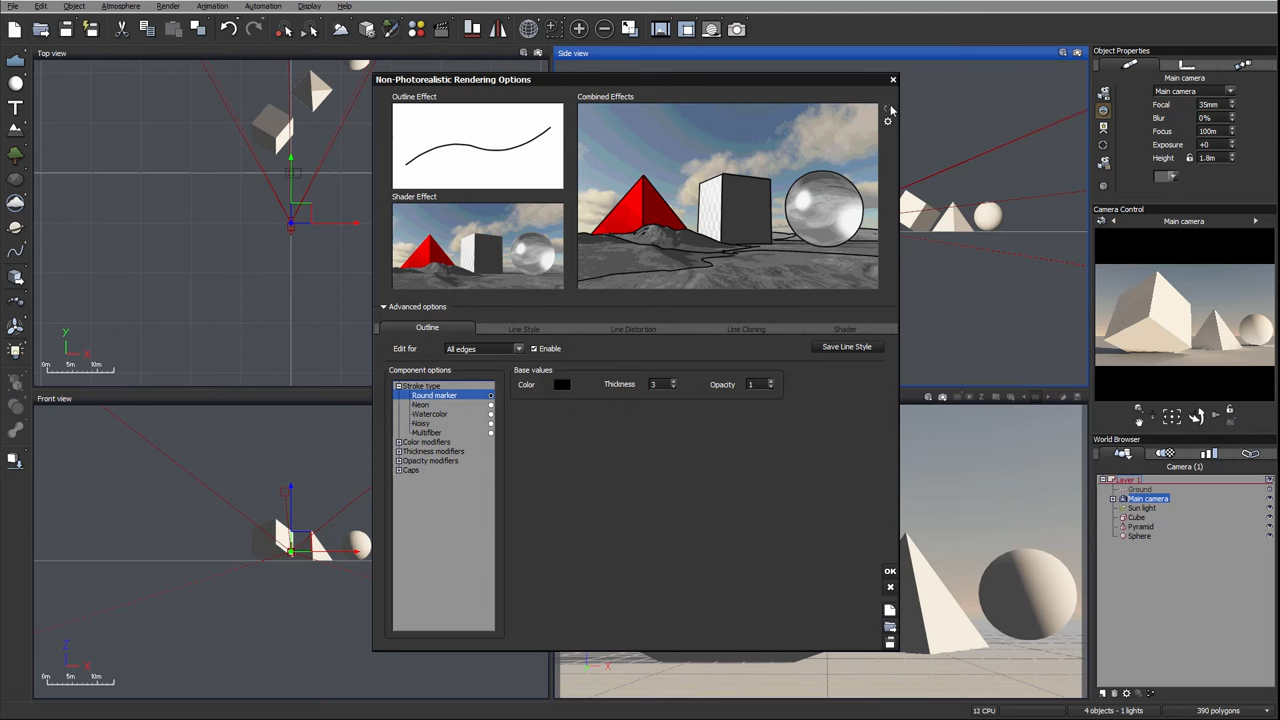 File Edit Object Atmosphere Render Animation Automation Display Help
Top view
Side view
Non-Photorealistic Rendering Options
Outline Effect
Combined Effects
Shader Effect
Advanced options
Outline Line Style Line Distortion Line Cloning Shader
Edit for All edges Enable Save Line Style
Component options
Stroke type
Round marker
Neon
Watercolor
Noisy
Multifiber
Color modifiers
Thickness modifiers
Opacity modifiers
Caps
Base values
Color Thickness 3 Opacity 1
OK
Y
X
0m 5m 10m
Front view
Z
X
0m 5m 10m
X
Object Properties
Main camera
Main camera
Focal 35mm
Blur 0%
Focus 100m
Exposure +0
Height 1.8m
Camera Control
Main camera
World Browser
Camera (1)
Layer 1
Ground
Main camera
Sun light
Cube
Pyramid
Sphere
12 CPU 4 objects - 1 lights 390 polygons